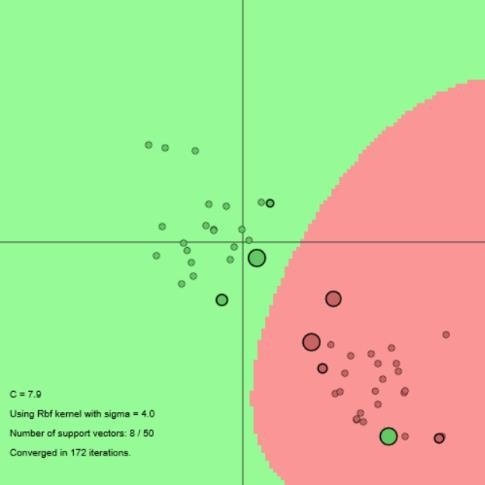 C = 7.9
Using Rbf kernel with sigma = 4.0
Number of support vectors: 8 / 50
Converged in 172 iterations.